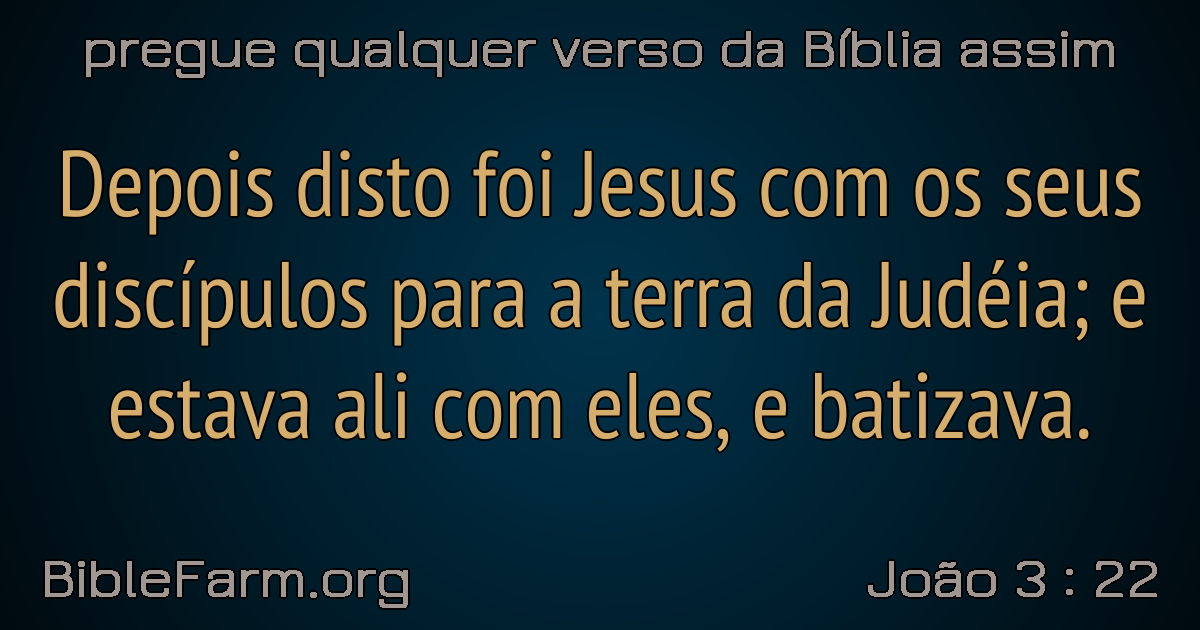 pregue qualquer verso da Bíblia assim
Depois disto foi Jesus com os seus
discípulos para a terra da Judéia; e
estava ali com eles, e batizava.
BibleFarm.org
João 3 : 22